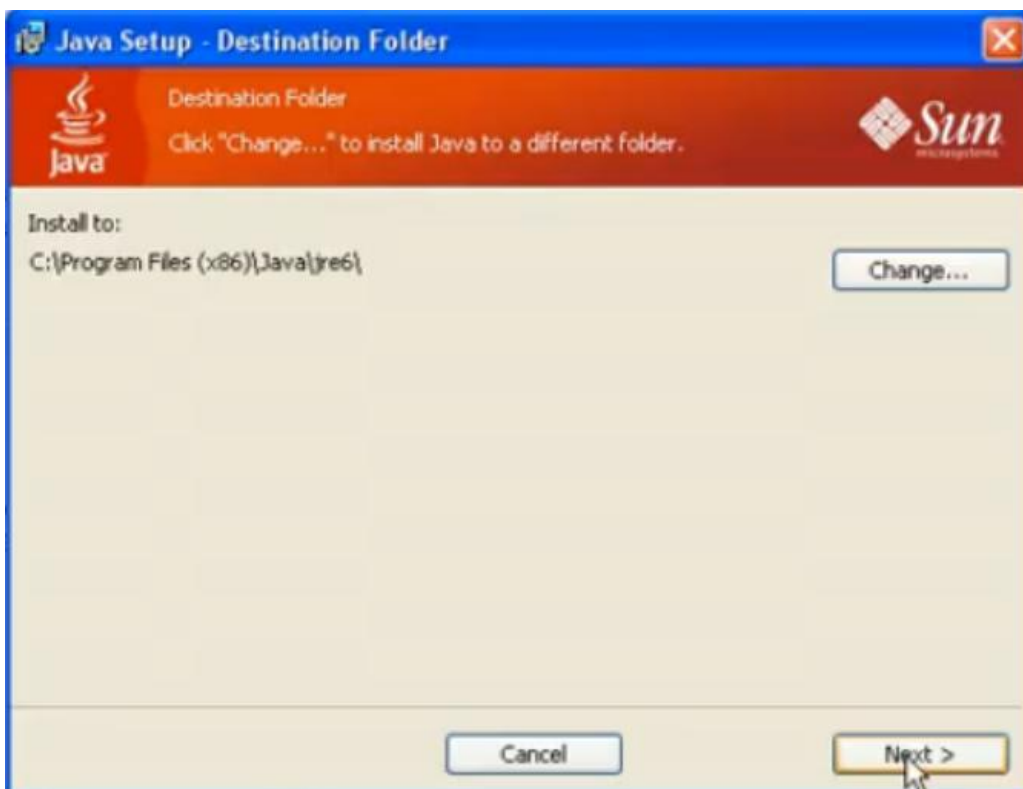 Java Setup - Destination Folder
Destination Folder
Click "Change..." to install Java to a different folder.
Java
Sun
microsystems
Install to:
C:\Program Files (x86)\Java\jre6\
Change...
Cancel
Next >